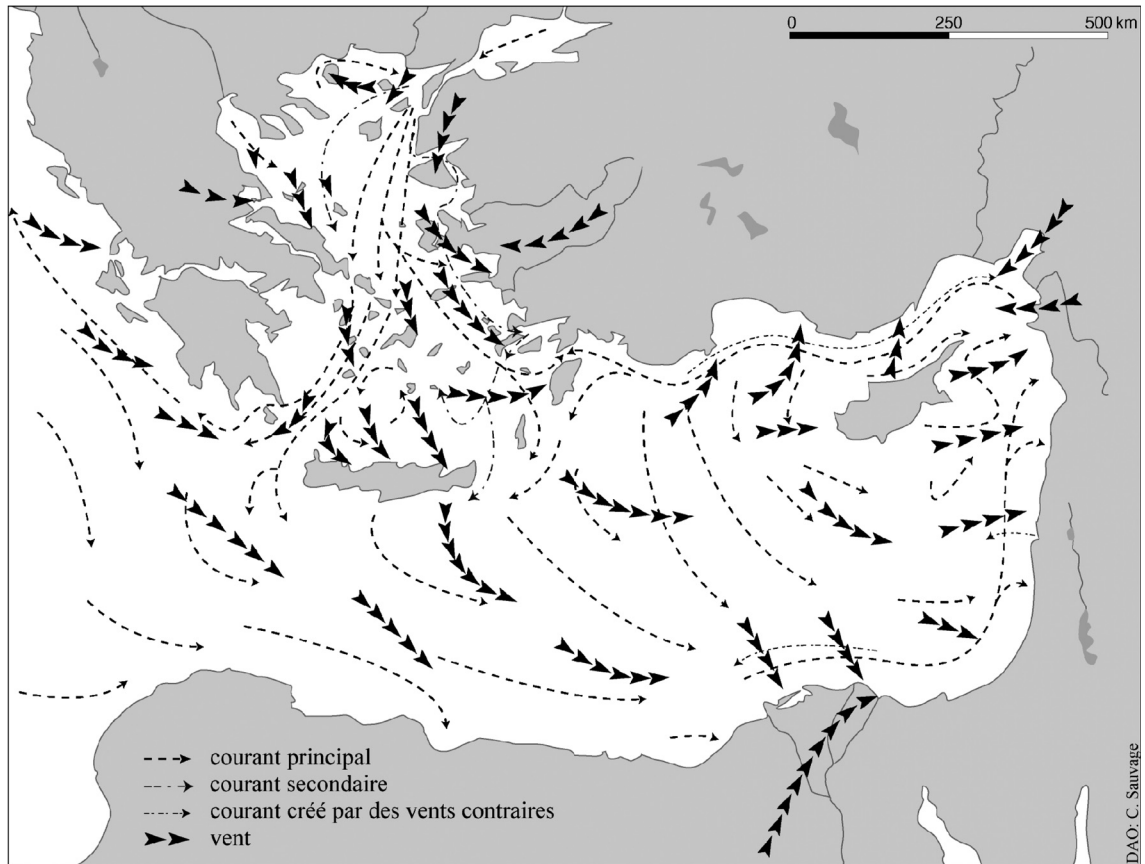 0 250 500 km
courant principal
courant secondaire
courant créé par des vents contraires
vent
DAO: C. Sauvage